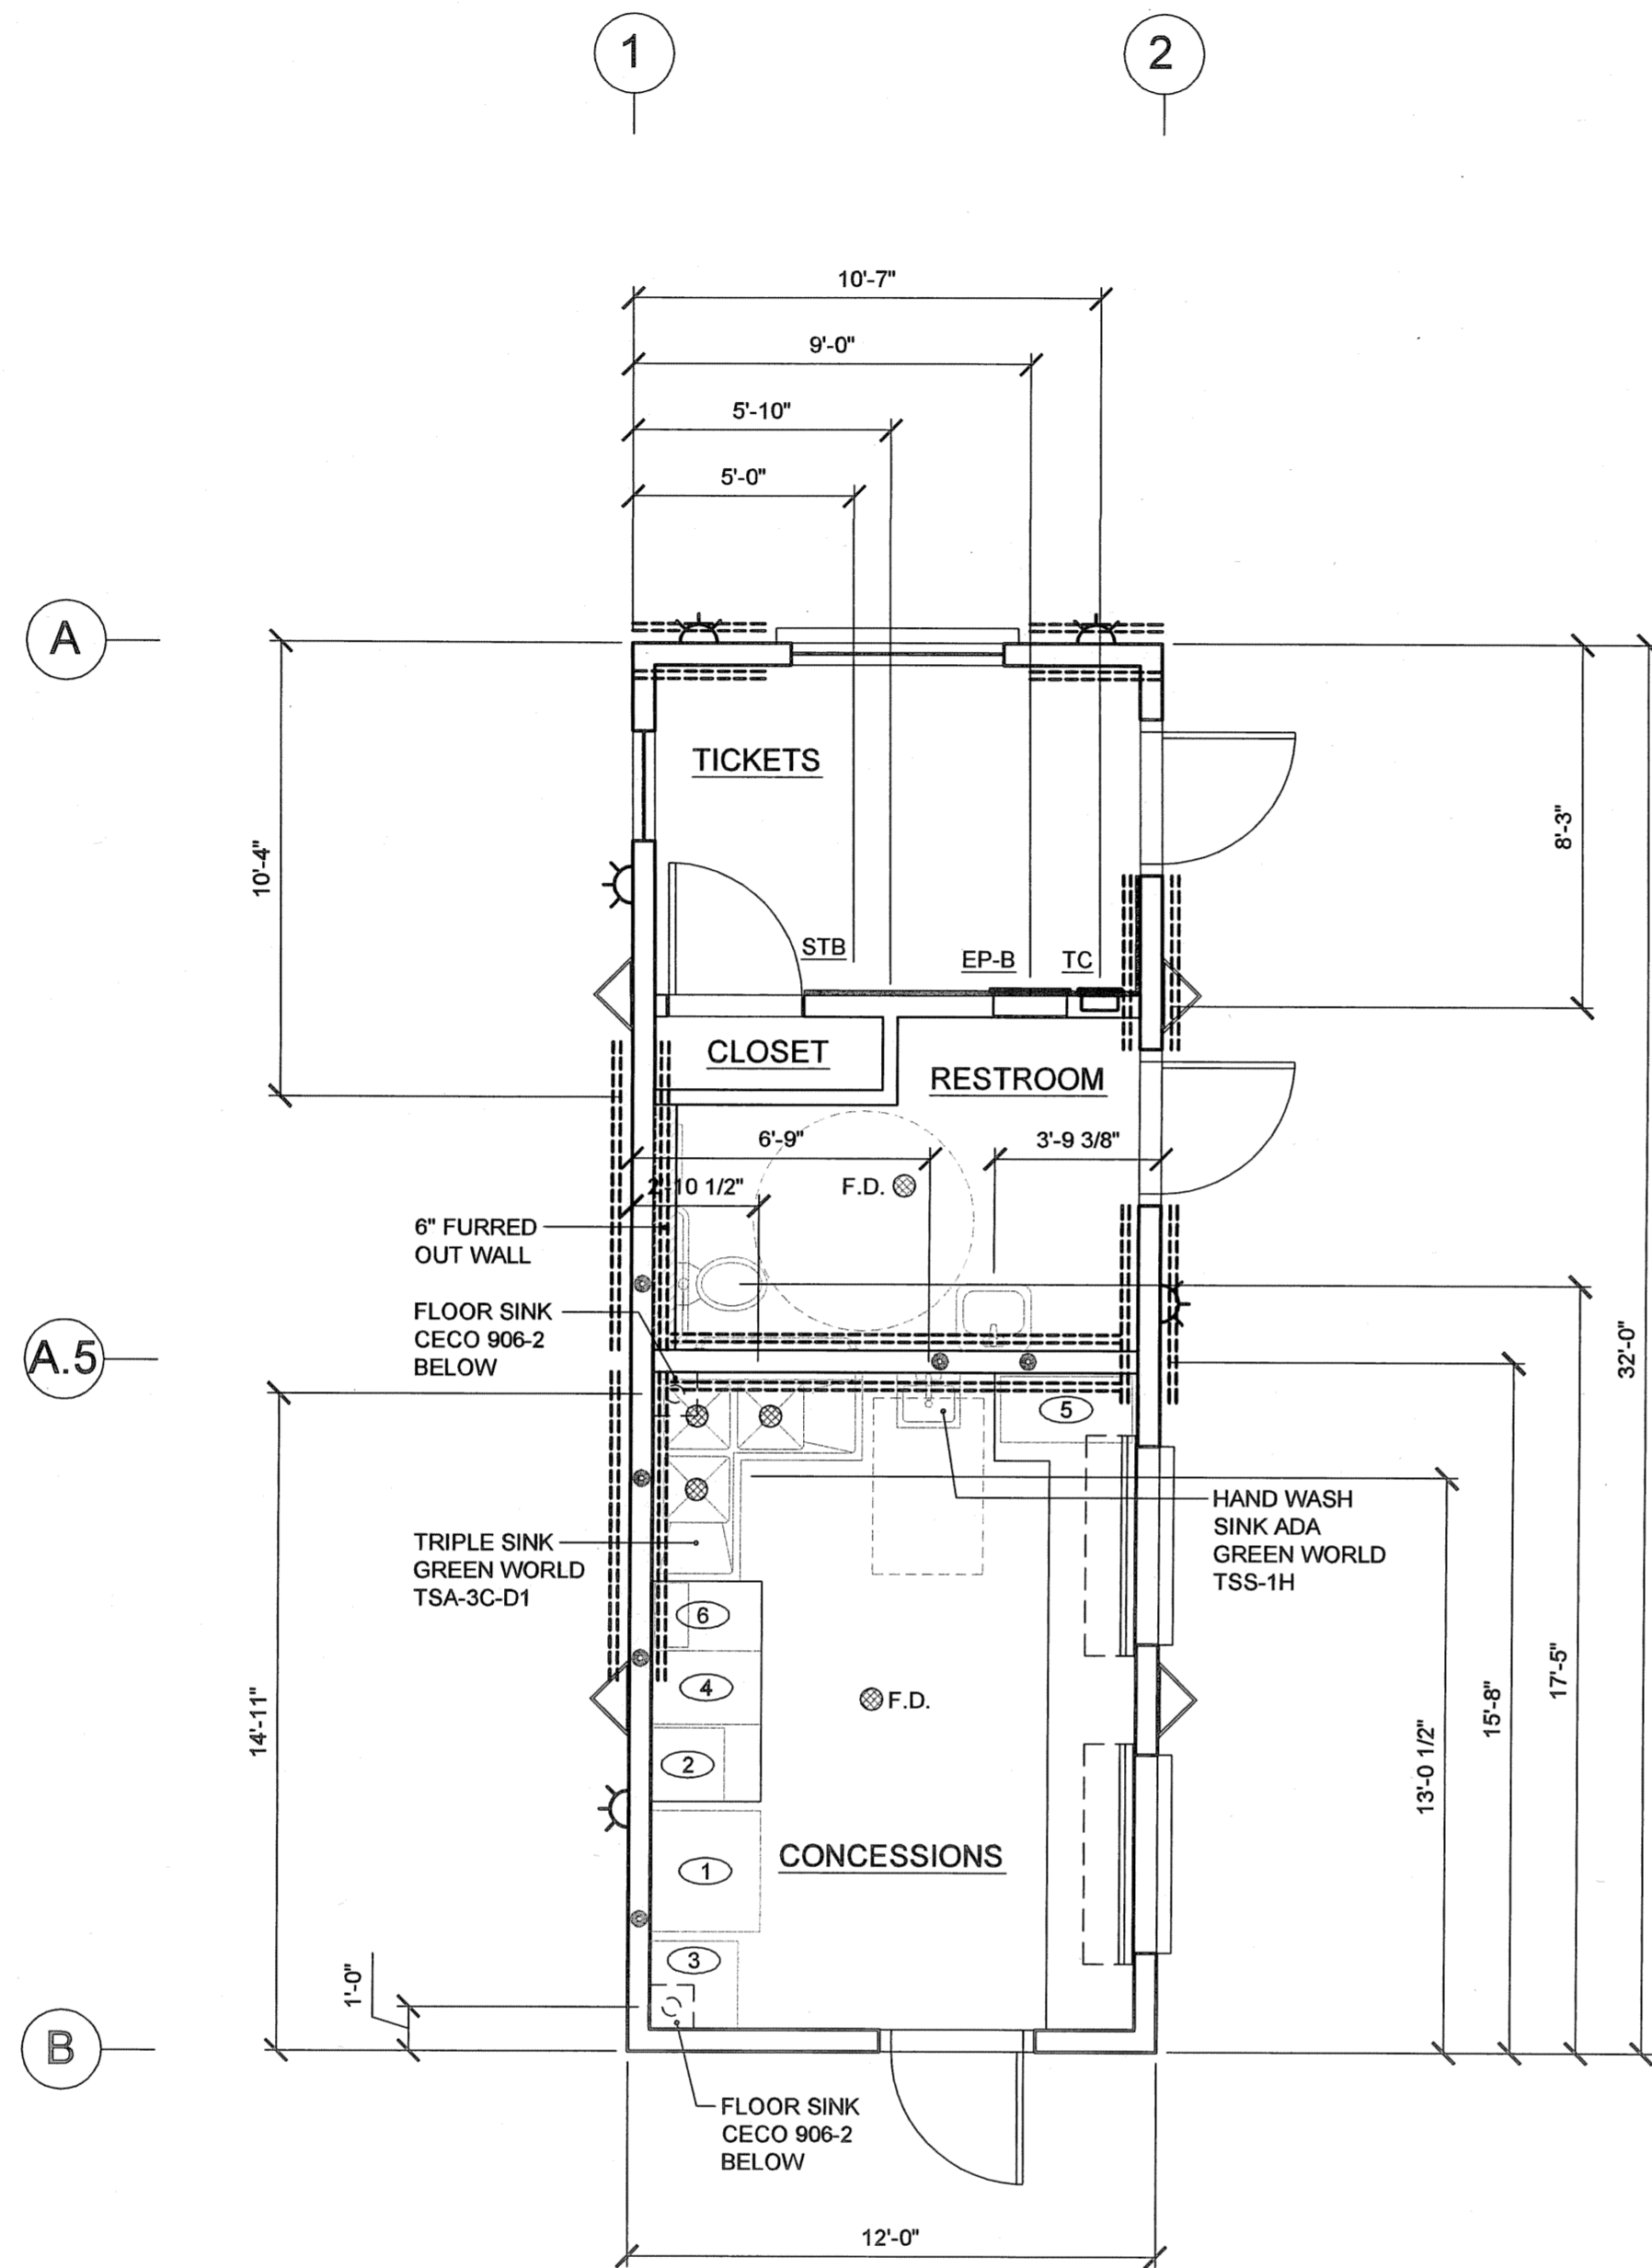 1
2
10'-7"
9'-0"
5'-10"
5'-0"
A
TICKETS
10'-4"
8'-3"
STB
EP-B
TC
CLOSET
RESTROOM
6'-9"
3'-9 3/8"
2'-10 1/2"
F.D.
6" FURRED
OUT WALL
FLOOR SINK
CECO 906-2
BELOW
32'-0"
A.5
5
HAND WASH
SINK ADA
GREEN WORLD
TSS-1H
TRIPLE SINK
GREEN WORLD
TSA-3C-D1
6
4
F.D.
2
14'-11"
17'-5"
15'-8"
13'-0 1/2"
1
CONCESSIONS
3
1'-0"
B
FLOOR SINK
CECO 906-2
BELOW
12'-0"